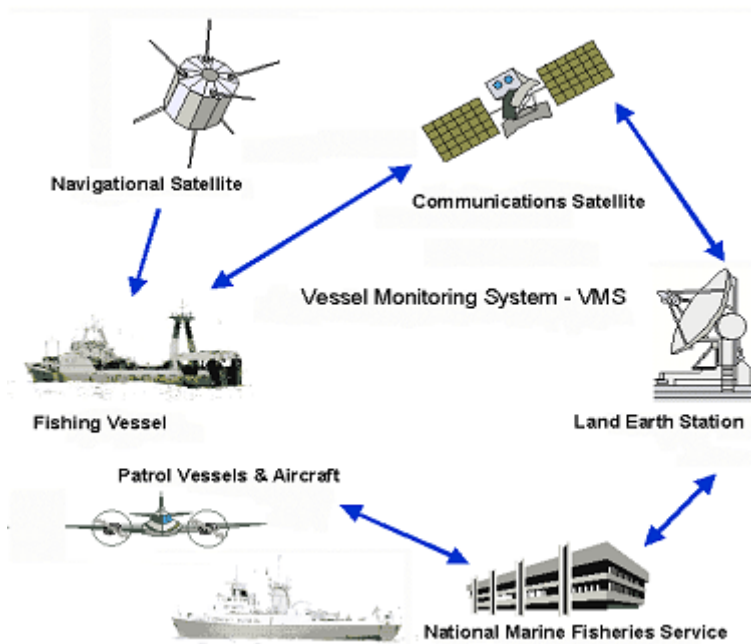 Navigational Satellite
Communications Satellite
Vessel Monitoring System - VMS
Fishing Vessel
Land Earth Station
Patrol Vessels & Aircraft
National Marine Fisheries Service